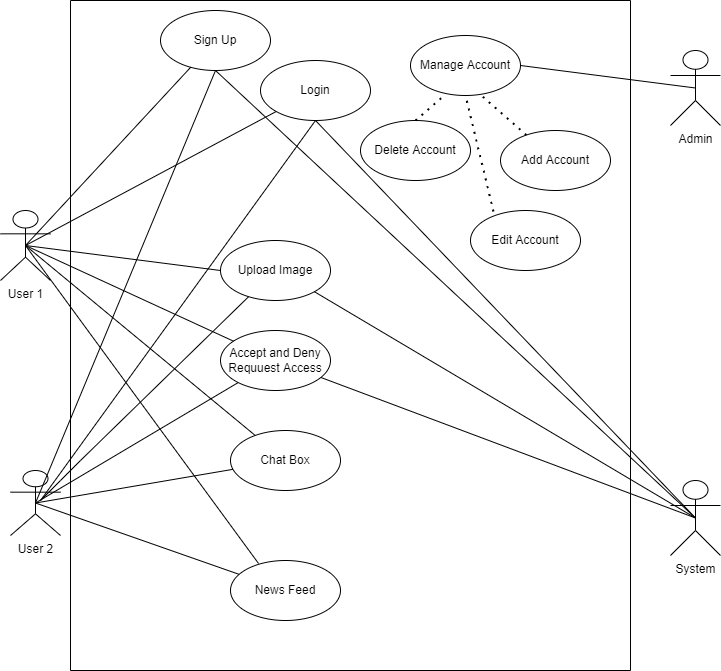 Sign Up
Manage Account
Login
Admin
Delete Account
Add Account
Edit Account
User 1
Upload Image
Accept and Deny
Requuest Access
Chat Box
User 2
System
News Feed